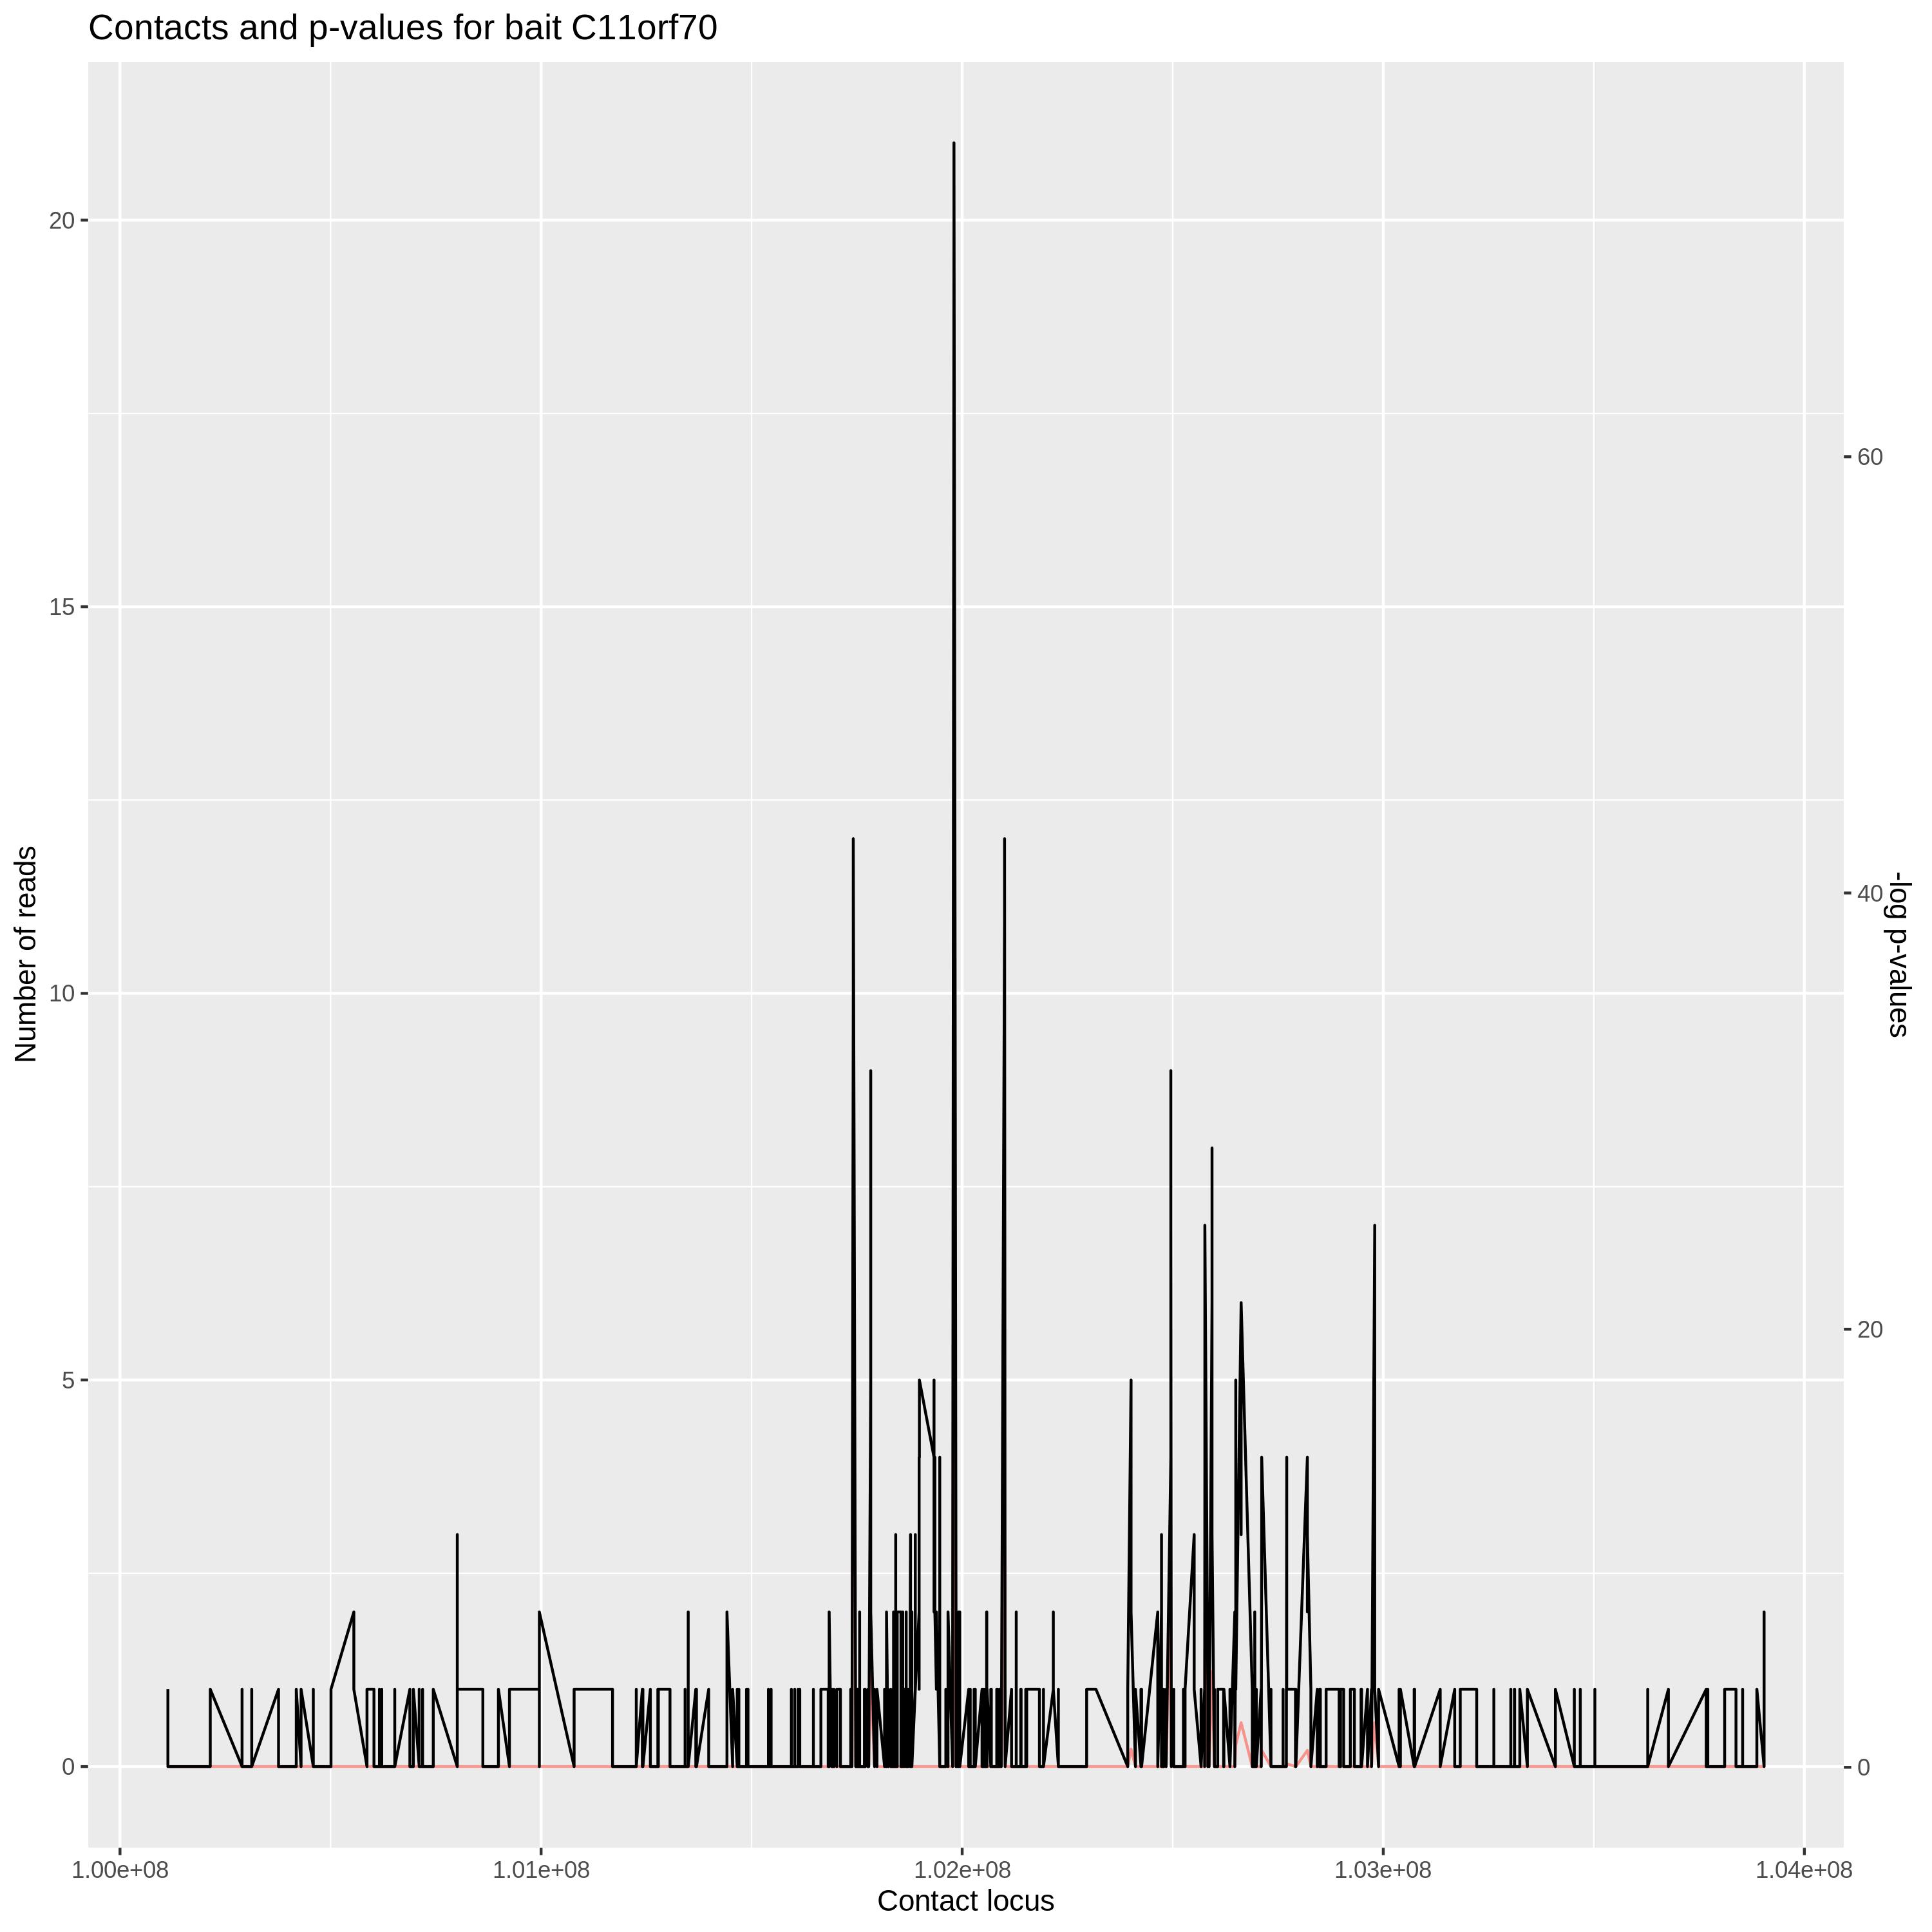 Contacts and p-values for bait C11orf70
20
15
10
5
0
Number of reads
60
40
20
0
-log p-values
1.00e+08
1.01e+08
1.02e+08
1.03e+08
1.04e+08
Contact locus